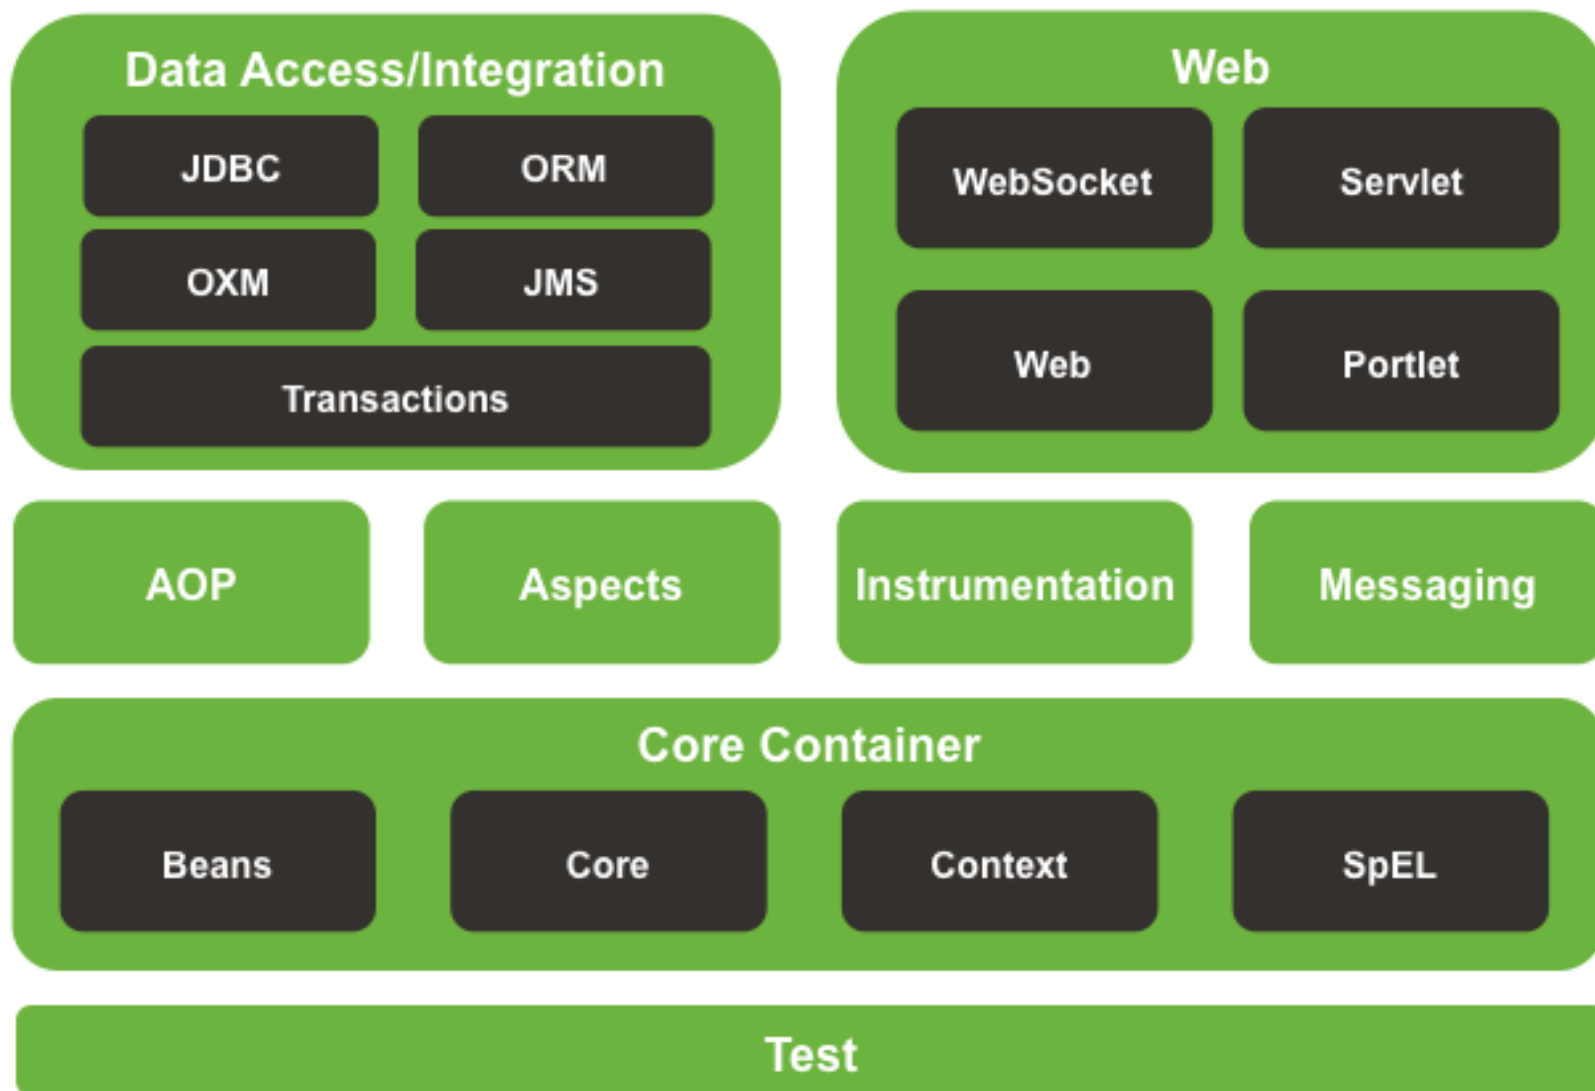 Data Access/Integration
JDBC
ORM
OXM
JMS
Transactions
Web
WebSocket
Servlet
Web
Portlet
AOP
Aspects
Instrumentation
Messaging
Core Container
Beans
Core
Context
SpEL
Test